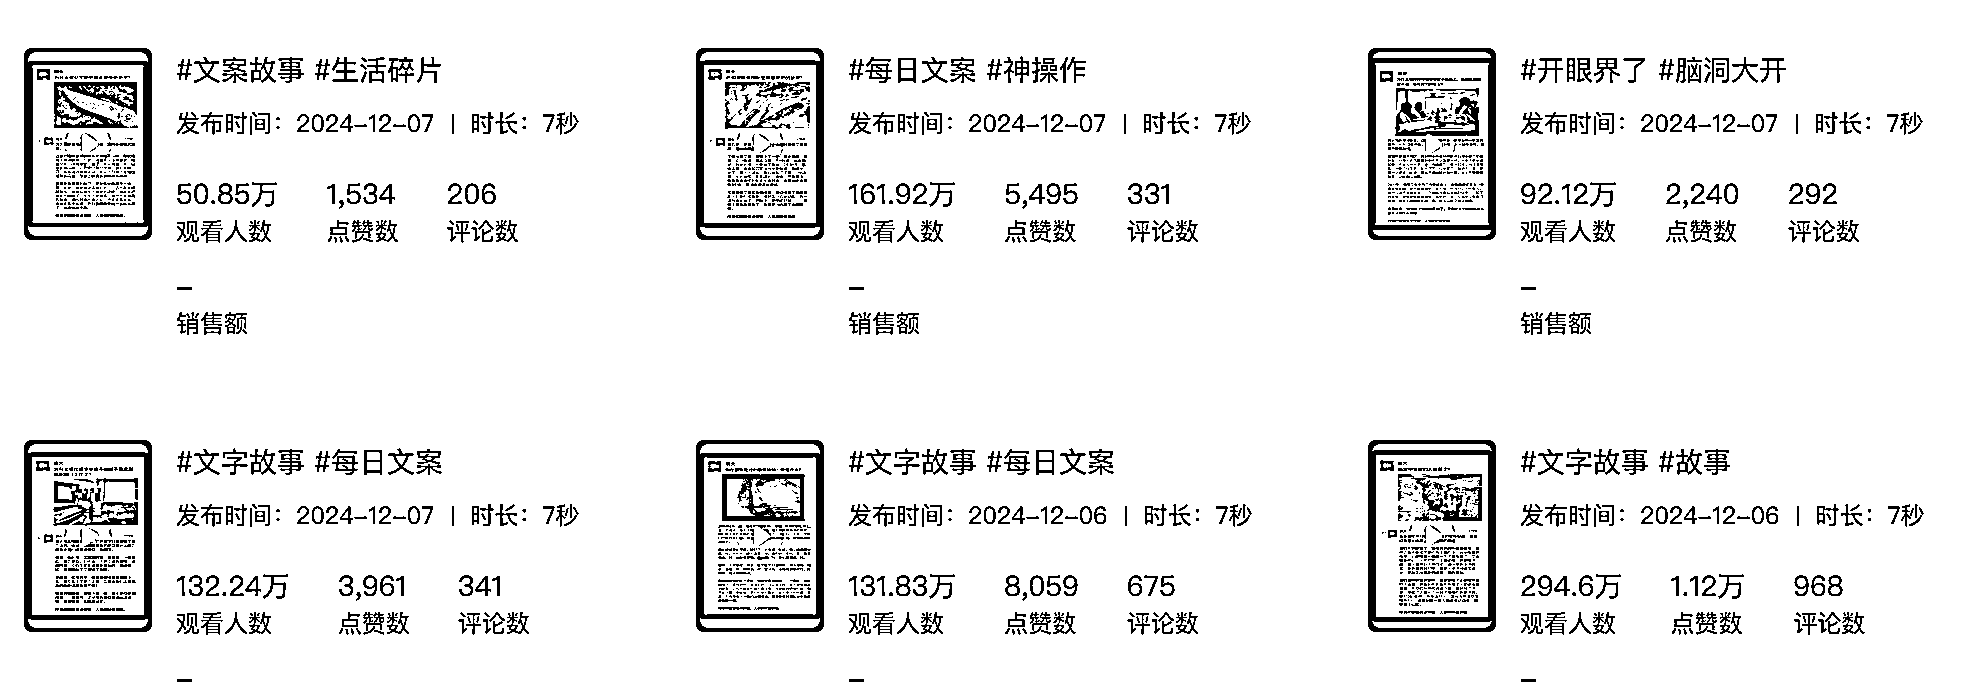 #文案故事 #生活碎片
发布时间：2024-12-07 | 时长：7秒
50.85万 1,534 206
观看人数 点赞数 评论数
–
销售额
#每日文案 #神操作
发布时间：2024-12-07 | 时长：7秒
161.92万 5,495 331
观看人数 点赞数 评论数
–
销售额
#开眼界了 #脑洞大开
发布时间：2024-12-07 | 时长：7秒
92.12万 2,240 292
观看人数 点赞数 评论数
–
销售额
#文字故事 #每日文案
发布时间：2024-12-07 | 时长：7秒
132.24万 3,961 341
观看人数 点赞数 评论数
–
#文字故事 #每日文案
发布时间：2024-12-06 | 时长：7秒
131.83万 8,059 675
观看人数 点赞数 评论数
–
#文字故事 #故事
发布时间：2024-12-06 | 时长：7秒
294.6万 1.12万 968
观看人数 点赞数 评论数
–